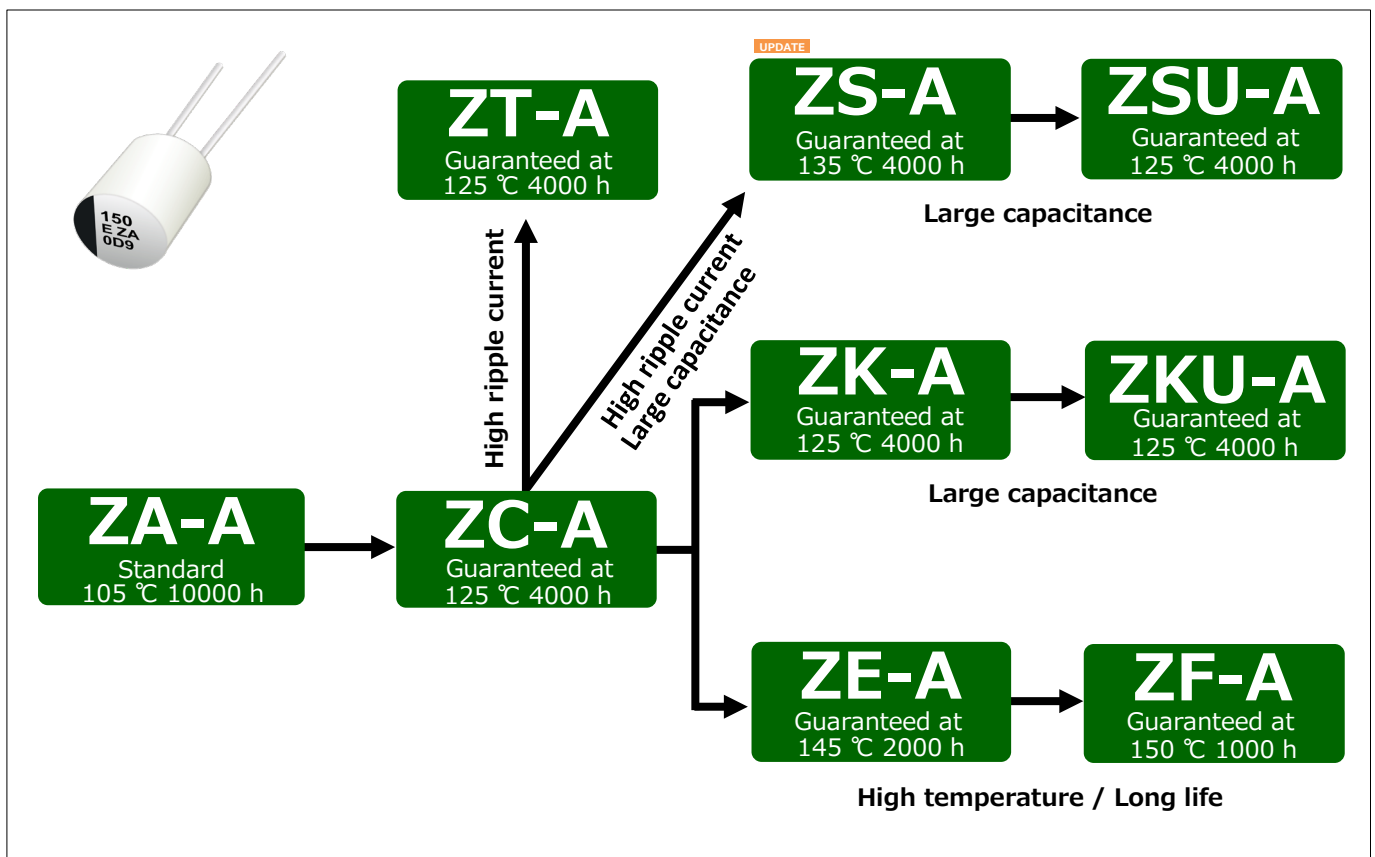 150
E ZA
0D9
ZT-A
Guaranteed at
125 ℃ 4000 h
UPDATE
ZS-A
Guaranteed at
135 ℃ 4000 h
ZSU-A
Guaranteed at
125 ℃ 4000 h
Large capacitance
High ripple current
High ripple current
Large capacitance
ZK-A
Guaranteed at
125 ℃ 4000 h
ZKU-A
Guaranteed at
125 ℃ 4000 h
Large capacitance
ZA-A
Standard
105 ℃ 10000 h
ZC-A
Guaranteed at
125 ℃ 4000 h
ZE-A
Guaranteed at
145 ℃ 2000 h
ZF-A
Guaranteed at
150 ℃ 1000 h
High temperature / Long life